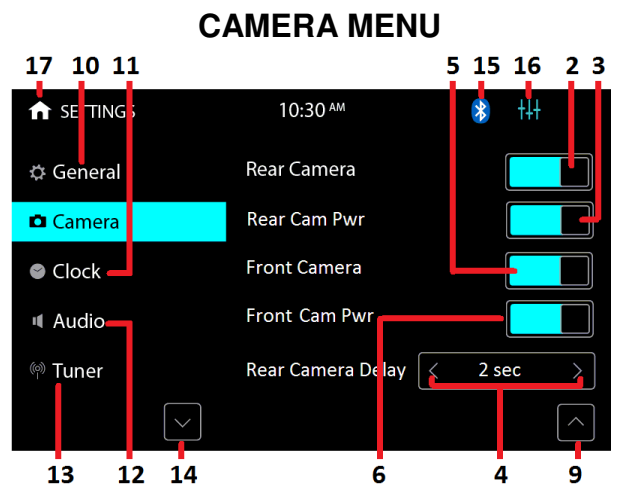 CAMERA MENU
17 10 11 5 15 16 2 3
SETTINGS 10:30 AM
General Rear Camera
Camera Rear Cam Pwr
Clock Front Camera
Audio Front Cam Pwr
Tuner Rear Camera Delay < 2 sec >
13 12 14 6 4 9